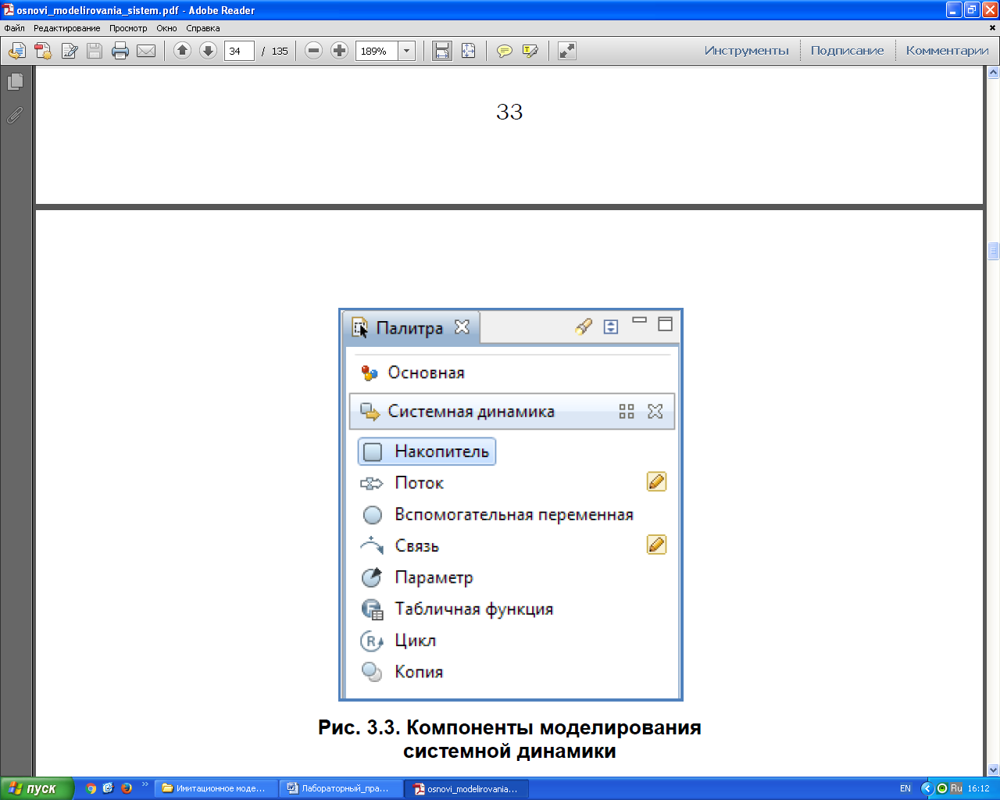 osnovi_modelirovania_sistem.pdf - Adobe Reader
Файл Редактирование Просмотр Окно Справка
34 / 135 189% Инструменты Подписание Комментарии
33
Палитра
Основная
Системная динамика
Накопитель
Поток
Вспомогательная переменная
Связь
Параметр
Табличная функция
Цикл
Копия
Рис. 3.3. Компоненты моделирования
системной динамики
пуск Имитационное моде... Лабораторный_пра... osnovi_modelirovania... EN Ru 16:12